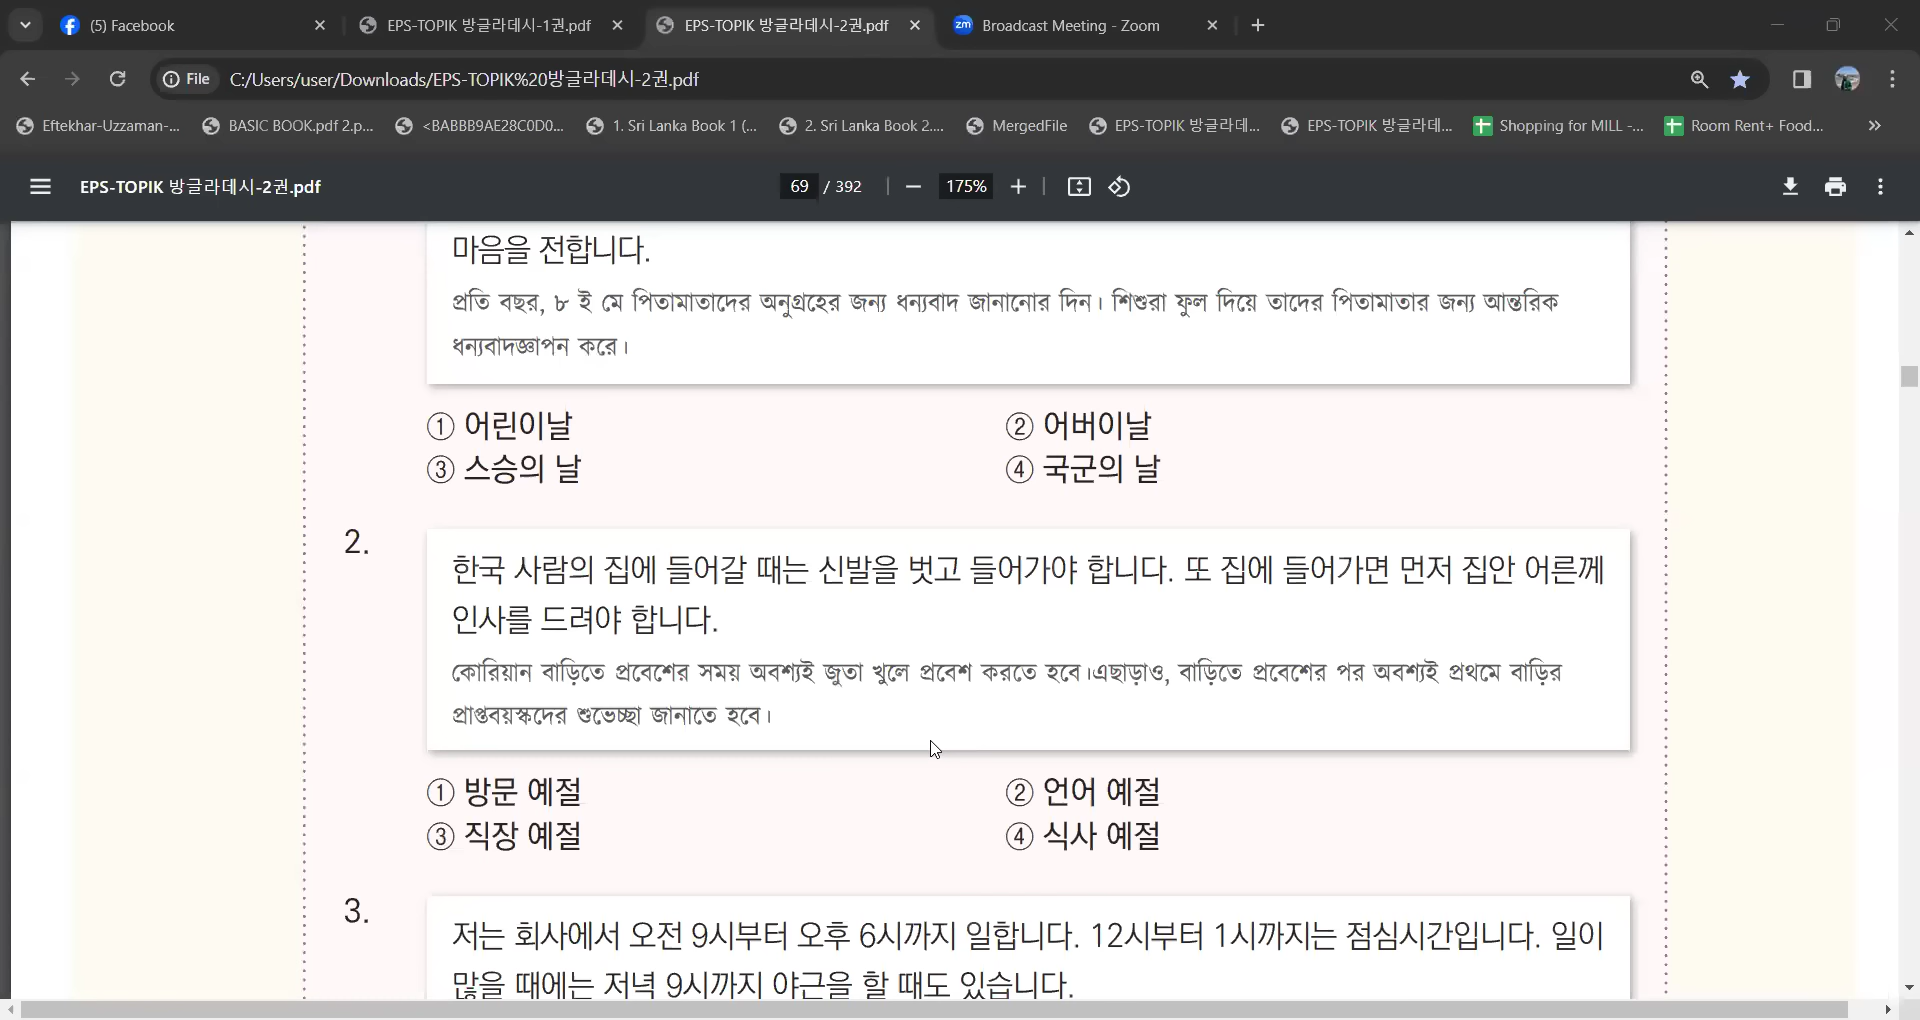 (5) Facebook
EPS-TOPIK 방글라데시-1권.pdf
EPS-TOPIK 방글라데시-2권.pdf
zm Broadcast Meeting - Zoom
File C:/Users/user/Downloads/EPS-TOPIK%20방글라데시-2권.pdf
Eftekhar-Uzzaman-...
BASIC BOOK.pdf 2.p...
<BABBB9AE28C0D0...
1. Sri Lanka Book 1 (...
2. Sri Lanka Book 2....
MergedFile
EPS-TOPIK 방글라데...
EPS-TOPIK 방글라데...
Shopping for MILL -...
Room Rent+ Food...
EPS-TOPIK 방글라데시-2권.pdf
69 / 392
175%
마음을 전합니다.
প্রতি বছর, ৮ ই মে পিতামাতাদের অনুগ্রহের জন্য ধন্যবাদ জানানোর দিন। শিশুরা ফুল দিয়ে তাদের পিতামাতার জন্য আন্তরিক
ধন্যবাদজ্ঞাপন করে।
① 어린이날
② 어버이날
③ 스승의 날
④ 국군의 날
2.
한국 사람의 집에 들어갈 때는 신발을 벗고 들어가야 합니다. 또 집에 들어가면 먼저 집안 어른께
인사를 드려야 합니다.
কোরিয়ান বাড়িতে প্রবেশের সময় অবশ্যই জুতা খুলে প্রবেশ করতে হবে।এছাড়াও, বাড়িতে প্রবেশের পর অবশ্যই প্রথমে বাড়ির
প্রাপ্তবয়স্কদের শুভেচ্ছা জানাতে হবে।
① 방문 예절
② 언어 예절
③ 직장 예절
④ 식사 예절
3.
저는 회사에서 오전 9시부터 오후 6시까지 일합니다. 12시부터 1시까지는 점심시간입니다. 일이
많을 때에는 저녁 9시까지 야근을 할 때도 있습니다.